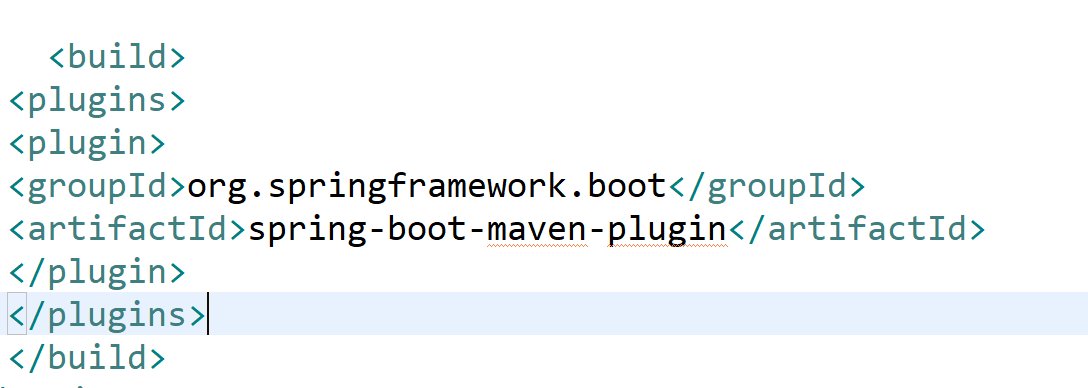 <build>
<plugins>
<plugin>
<groupId>org.springframework.boot</groupId>
<artifactId>spring-boot-maven-plugin</artifactId>
</plugin>
</plugins>
</build>